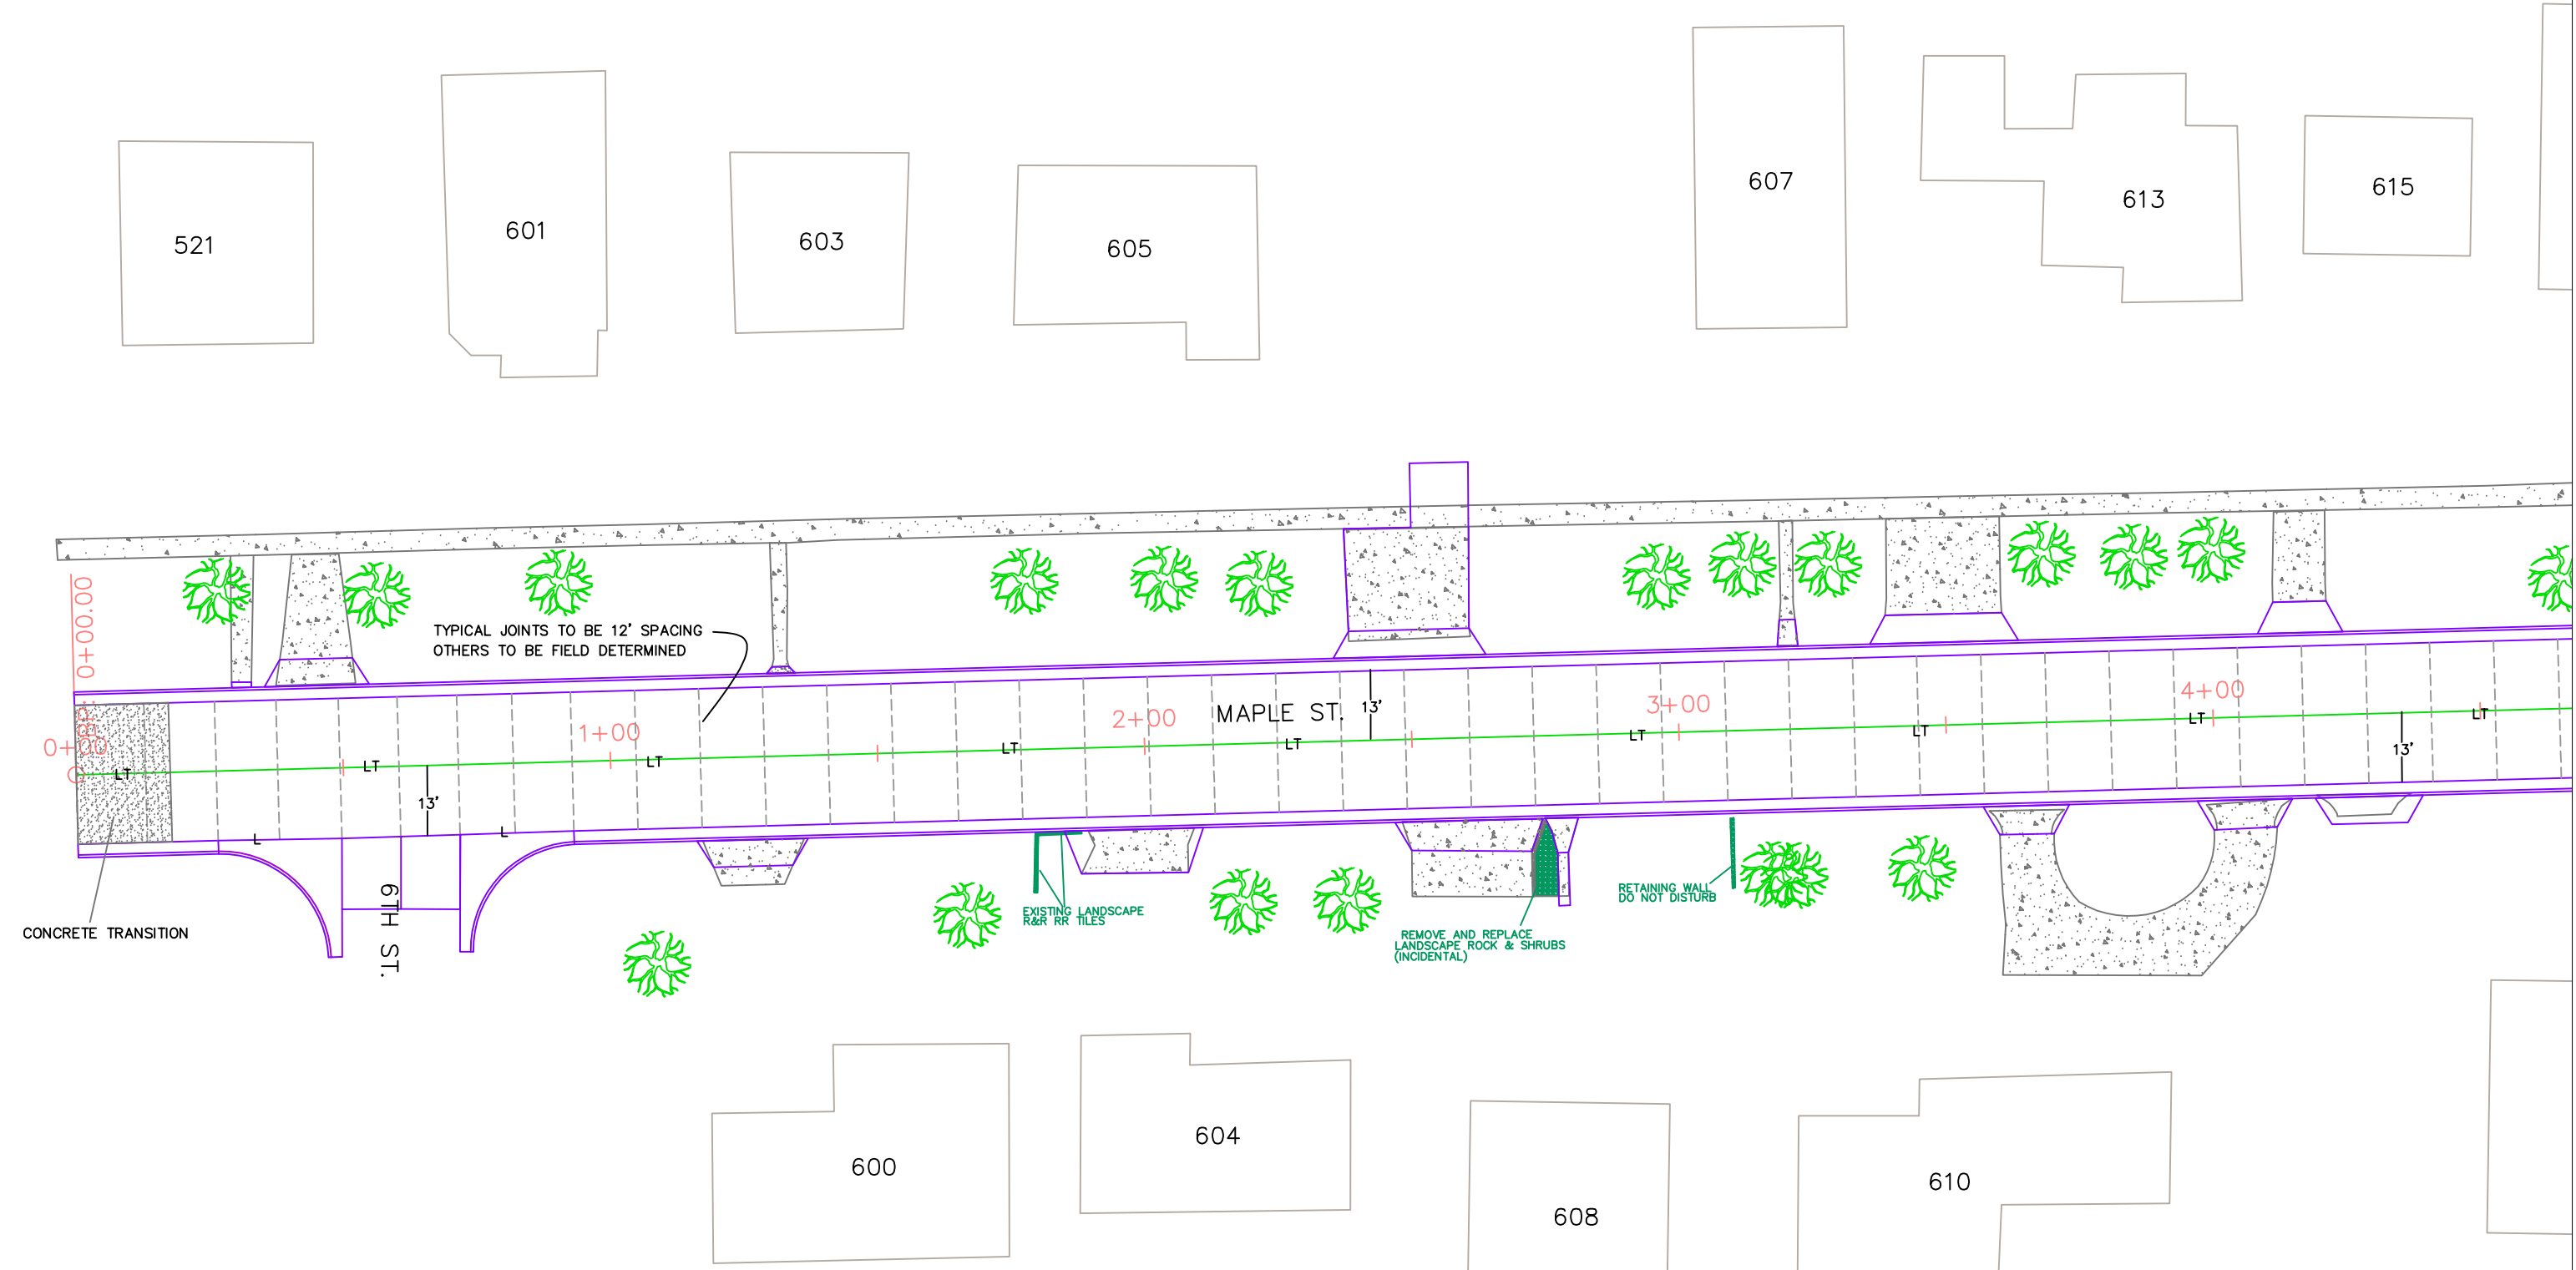 521
601
603
605
607
613
615
0+00.00
TYPICAL JOINTS TO BE 12' SPACING
OTHERS TO BE FIELD DETERMINED
0+00
1+00
2+00
MAPLE ST.
13'
3+00
4+00
LT
LT
LT
LT
LT
LT
LT
LT
LT
13'
13'
L
L
6TH ST.
CONCRETE TRANSITION
EXISTING LANDSCAPE
R&R RR TILES
REMOVE AND REPLACE
LANDSCAPE ROCK & SHRUBS
(INCIDENTAL)
RETAINING WALL
DO NOT DISTURB
600
604
608
610